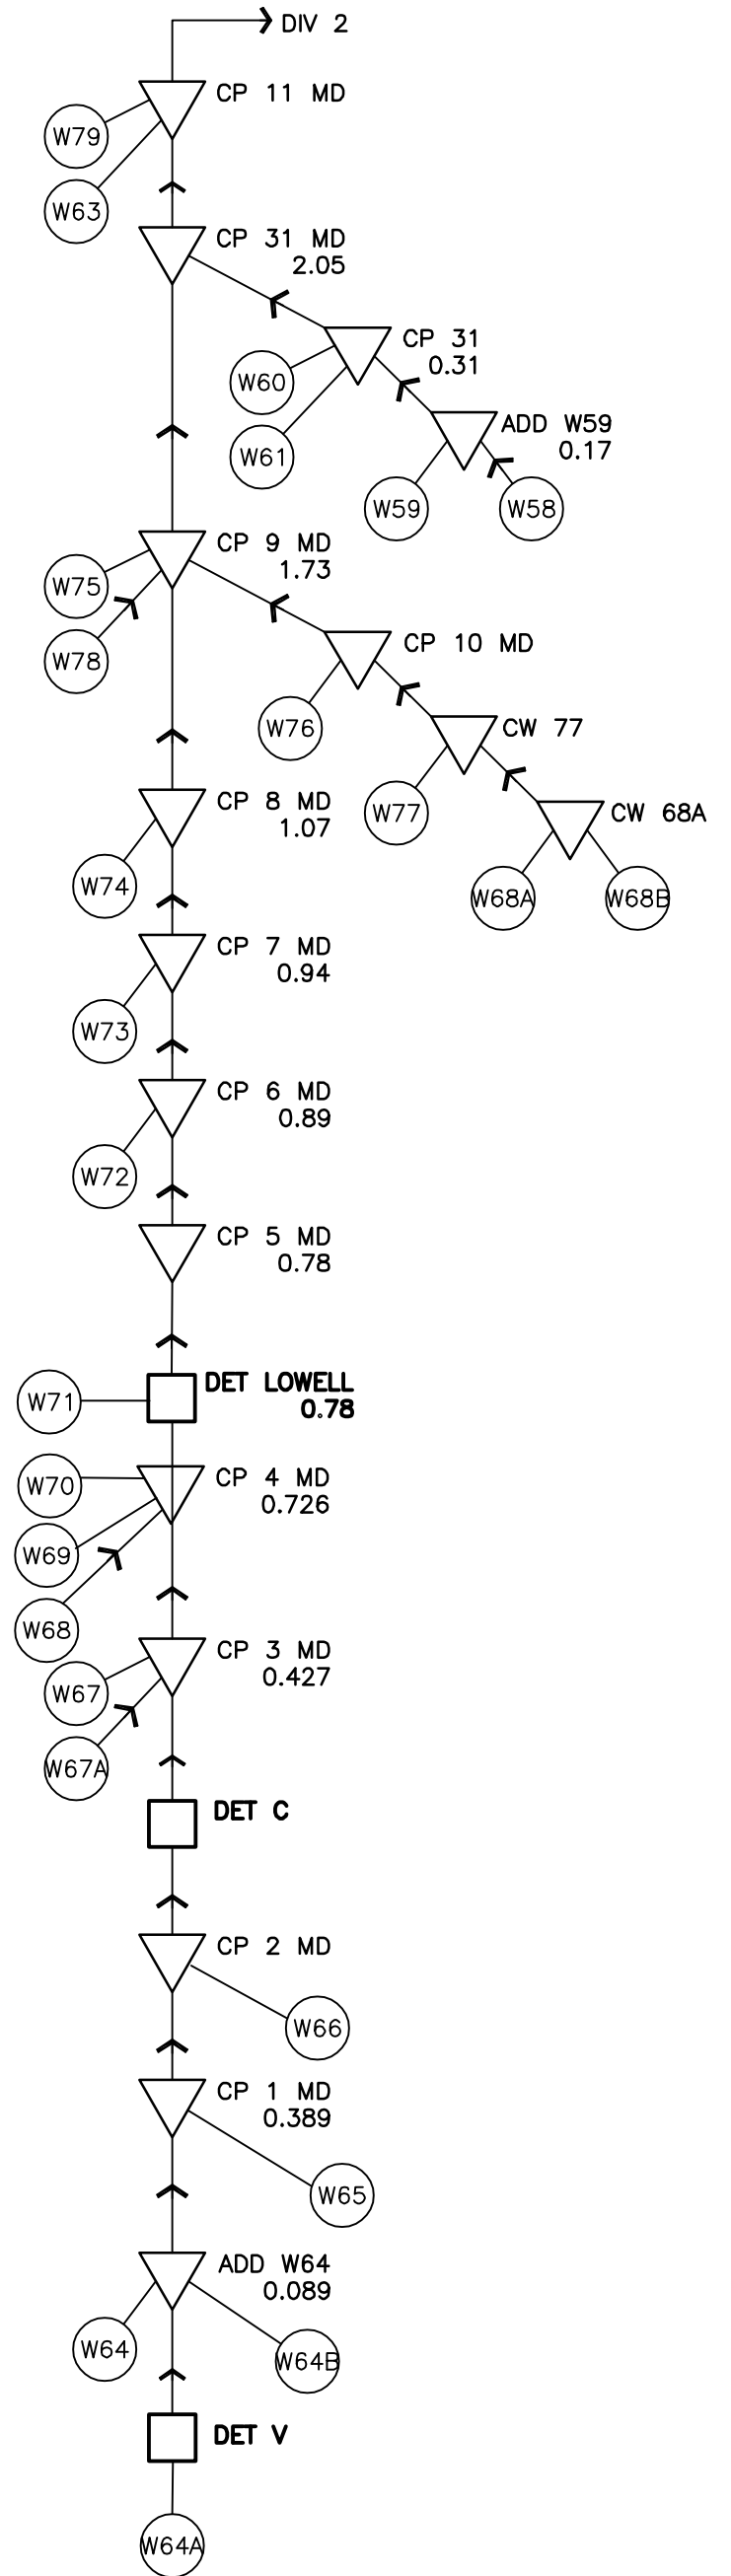 DIV 2
CP 11 MD
W79
W63
CP 31 MD
2.05
CP 31
0.31
W60
W61
ADD W59
0.17
W59
W58
CP 9 MD
1.73
W75
W78
CP 10 MD
W76
CW 77
W77
CW 68A
W68A
W68B
CP 8 MD
1.07
W74
CP 7 MD
0.94
W73
CP 6 MD
0.89
W72
CP 5 MD
0.78
DET LOWELL
0.78
W71
CP 4 MD
0.726
W70
W69
W68
CP 3 MD
0.427
W67
W67A
DET C
CP 2 MD
W66
CP 1 MD
0.389
W65
ADD W64
0.089
W64
W64B
DET V
W64A